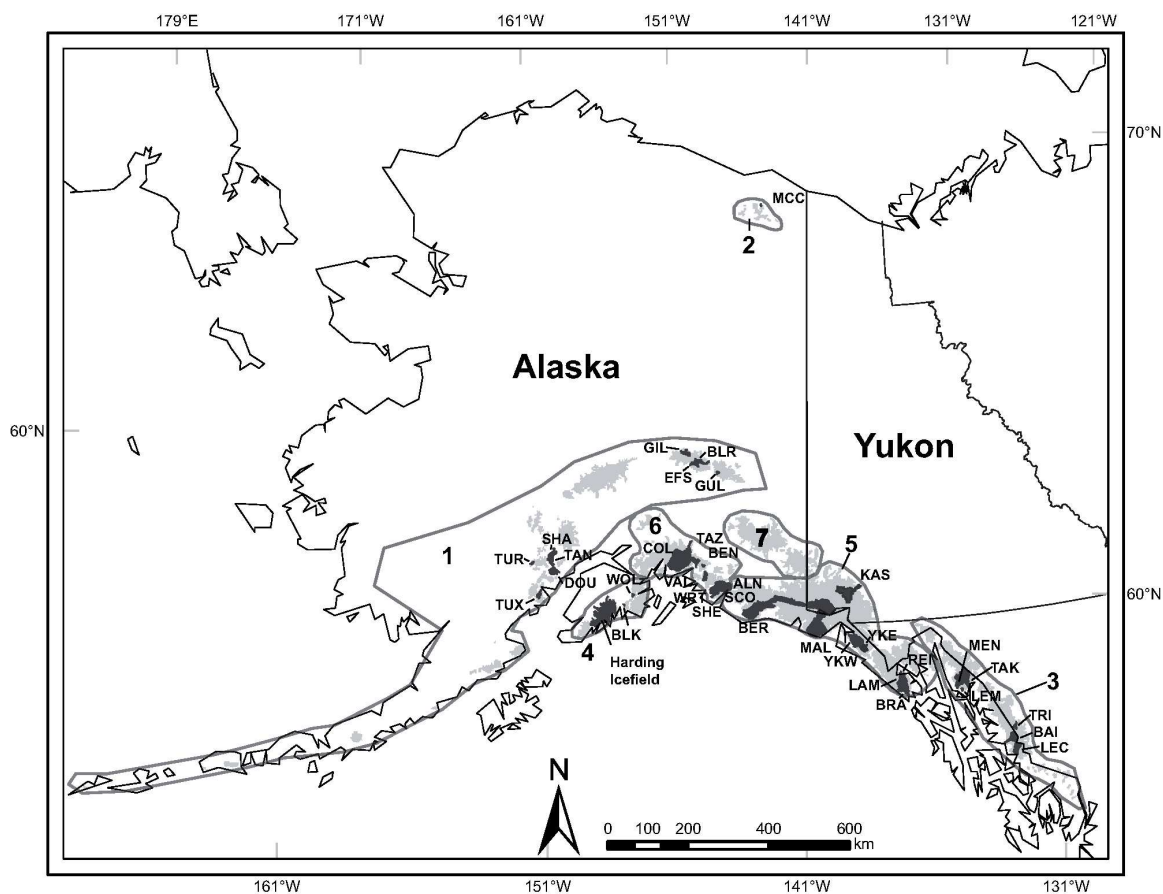 179°E 171°W 161°W 151°W 141°W 131°W 121°W
70°N
MCC
2
Alaska
60°N
Yukon
GIL BLR
EFS
GUL
6
7
1
5
SHA
TAZ
COL
BEN
TUR TAN
KAS
DOU WOL VAL ALN
60°N
WRT SCO
TUX
SHE
BER
BLK
MAL YKE
MEN
4
YKW
REN
TAK
Harding
Icefield
LAM
LEM
3
BRA
TRI
BAI
LEC
N
0 100 200 400 600
km
161°W 151°W 141°W 131°W